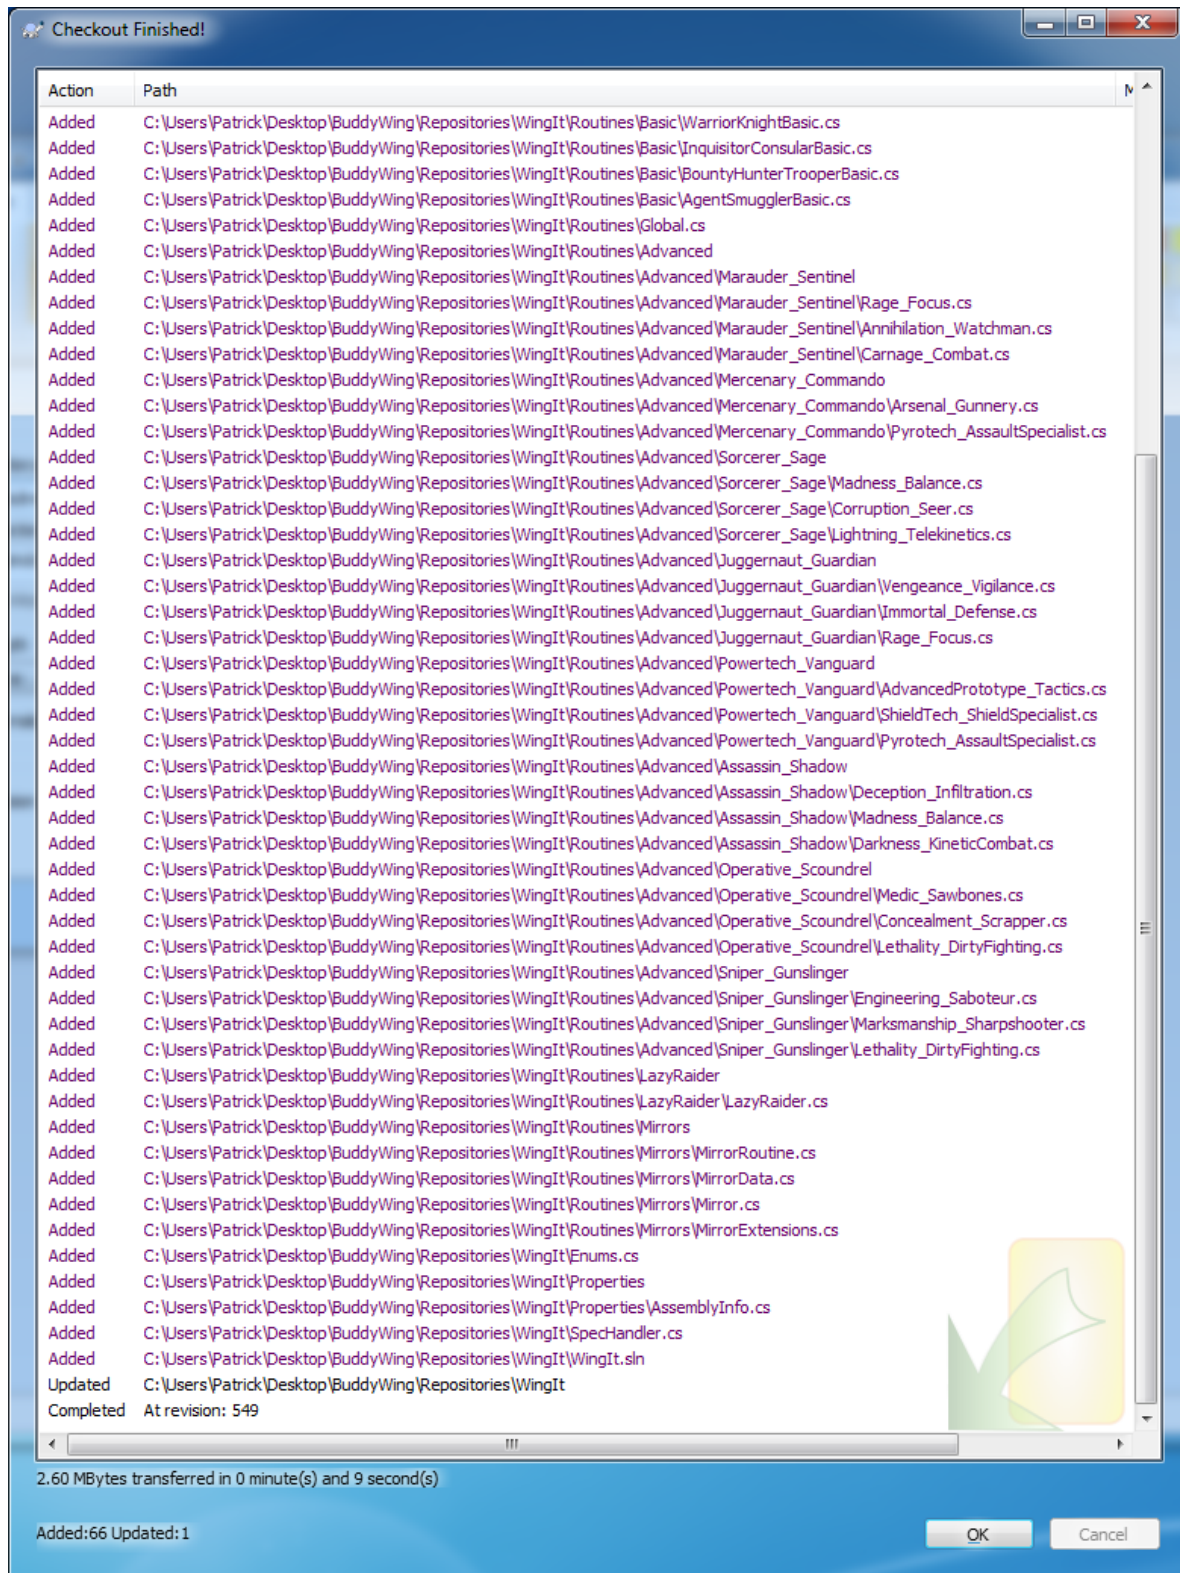 Checkout Finished!
Action Path M
Added C:\Users\Patrick\Desktop\BuddyWing\Repositories\WingIt\Routines\Basic\WarriorKnightBasic.cs
Added C:\Users\Patrick\Desktop\BuddyWing\Repositories\WingIt\Routines\Basic\InquisitorConsularBasic.cs
Added C:\Users\Patrick\Desktop\BuddyWing\Repositories\WingIt\Routines\Basic\BountyHunterTrooperBasic.cs
Added C:\Users\Patrick\Desktop\BuddyWing\Repositories\WingIt\Routines\Basic\AgentSmugglerBasic.cs
Added C:\Users\Patrick\Desktop\BuddyWing\Repositories\WingIt\Routines\Global.cs
Added C:\Users\Patrick\Desktop\BuddyWing\Repositories\WingIt\Routines\Advanced
Added C:\Users\Patrick\Desktop\BuddyWing\Repositories\WingIt\Routines\Advanced\Marauder_Sentinel
Added C:\Users\Patrick\Desktop\BuddyWing\Repositories\WingIt\Routines\Advanced\Marauder_Sentinel\Rage_Focus.cs
Added C:\Users\Patrick\Desktop\BuddyWing\Repositories\WingIt\Routines\Advanced\Marauder_Sentinel\Annihilation_Watchman.cs
Added C:\Users\Patrick\Desktop\BuddyWing\Repositories\WingIt\Routines\Advanced\Marauder_Sentinel\Carnage_Combat.cs
Added C:\Users\Patrick\Desktop\BuddyWing\Repositories\WingIt\Routines\Advanced\Mercenary_Commando
Added C:\Users\Patrick\Desktop\BuddyWing\Repositories\WingIt\Routines\Advanced\Mercenary_Commando\Arsenal_Gunnery.cs
Added C:\Users\Patrick\Desktop\BuddyWing\Repositories\WingIt\Routines\Advanced\Mercenary_Commando\Pyrotech_AssaultSpecialist.cs
Added C:\Users\Patrick\Desktop\BuddyWing\Repositories\WingIt\Routines\Advanced\Sorcerer_Sage
Added C:\Users\Patrick\Desktop\BuddyWing\Repositories\WingIt\Routines\Advanced\Sorcerer_Sage\Madness_Balance.cs
Added C:\Users\Patrick\Desktop\BuddyWing\Repositories\WingIt\Routines\Advanced\Sorcerer_Sage\Corruption_Seer.cs
Added C:\Users\Patrick\Desktop\BuddyWing\Repositories\WingIt\Routines\Advanced\Sorcerer_Sage\Lightning_Telekinetics.cs
Added C:\Users\Patrick\Desktop\BuddyWing\Repositories\WingIt\Routines\Advanced\Juggernaut_Guardian
Added C:\Users\Patrick\Desktop\BuddyWing\Repositories\WingIt\Routines\Advanced\Juggernaut_Guardian\Vengeance_Vigilance.cs
Added C:\Users\Patrick\Desktop\BuddyWing\Repositories\WingIt\Routines\Advanced\Juggernaut_Guardian\Immortal_Defense.cs
Added C:\Users\Patrick\Desktop\BuddyWing\Repositories\WingIt\Routines\Advanced\Juggernaut_Guardian\Rage_Focus.cs
Added C:\Users\Patrick\Desktop\BuddyWing\Repositories\WingIt\Routines\Advanced\Powertech_Vanguard
Added C:\Users\Patrick\Desktop\BuddyWing\Repositories\WingIt\Routines\Advanced\Powertech_Vanguard\AdvancedPrototype_Tactics.cs
Added C:\Users\Patrick\Desktop\BuddyWing\Repositories\WingIt\Routines\Advanced\Powertech_Vanguard\ShieldTech_ShieldSpecialist.cs
Added C:\Users\Patrick\Desktop\BuddyWing\Repositories\WingIt\Routines\Advanced\Powertech_Vanguard\Pyrotech_AssaultSpecialist.cs
Added C:\Users\Patrick\Desktop\BuddyWing\Repositories\WingIt\Routines\Advanced\Assassin_Shadow
Added C:\Users\Patrick\Desktop\BuddyWing\Repositories\WingIt\Routines\Advanced\Assassin_Shadow\Deception_Infiltration.cs
Added C:\Users\Patrick\Desktop\BuddyWing\Repositories\WingIt\Routines\Advanced\Assassin_Shadow\Madness_Balance.cs
Added C:\Users\Patrick\Desktop\BuddyWing\Repositories\WingIt\Routines\Advanced\Assassin_Shadow\Darkness_KineticCombat.cs
Added C:\Users\Patrick\Desktop\BuddyWing\Repositories\WingIt\Routines\Advanced\Operative_Scoundrel
Added C:\Users\Patrick\Desktop\BuddyWing\Repositories\WingIt\Routines\Advanced\Operative_Scoundrel\Medic_Sawbones.cs
Added C:\Users\Patrick\Desktop\BuddyWing\Repositories\WingIt\Routines\Advanced\Operative_Scoundrel\Concealment_Scrapper.cs
Added C:\Users\Patrick\Desktop\BuddyWing\Repositories\WingIt\Routines\Advanced\Operative_Scoundrel\Lethality_DirtyFighting.cs
Added C:\Users\Patrick\Desktop\BuddyWing\Repositories\WingIt\Routines\Advanced\Sniper_Gunslinger
Added C:\Users\Patrick\Desktop\BuddyWing\Repositories\WingIt\Routines\Advanced\Sniper_Gunslinger\Engineering_Saboteur.cs
Added C:\Users\Patrick\Desktop\BuddyWing\Repositories\WingIt\Routines\Advanced\Sniper_Gunslinger\Marksmanship_Sharpshooter.cs
Added C:\Users\Patrick\Desktop\BuddyWing\Repositories\WingIt\Routines\Advanced\Sniper_Gunslinger\Lethality_DirtyFighting.cs
Added C:\Users\Patrick\Desktop\BuddyWing\Repositories\WingIt\Routines\LazyRaider
Added C:\Users\Patrick\Desktop\BuddyWing\Repositories\WingIt\Routines\LazyRaider\LazyRaider.cs
Added C:\Users\Patrick\Desktop\BuddyWing\Repositories\WingIt\Routines\Mirrors
Added C:\Users\Patrick\Desktop\BuddyWing\Repositories\WingIt\Routines\Mirrors\MirrorRoutine.cs
Added C:\Users\Patrick\Desktop\BuddyWing\Repositories\WingIt\Routines\Mirrors\MirrorData.cs
Added C:\Users\Patrick\Desktop\BuddyWing\Repositories\WingIt\Routines\Mirrors\Mirror.cs
Added C:\Users\Patrick\Desktop\BuddyWing\Repositories\WingIt\Routines\Mirrors\MirrorExtensions.cs
Added C:\Users\Patrick\Desktop\BuddyWing\Repositories\WingIt\Enums.cs
Added C:\Users\Patrick\Desktop\BuddyWing\Repositories\WingIt\Properties
Added C:\Users\Patrick\Desktop\BuddyWing\Repositories\WingIt\Properties\AssemblyInfo.cs
Added C:\Users\Patrick\Desktop\BuddyWing\Repositories\WingIt\SpecHandler.cs
Added C:\Users\Patrick\Desktop\BuddyWing\Repositories\WingIt\WingIt.sln
Updated C:\Users\Patrick\Desktop\BuddyWing\Repositories\WingIt
Completed At revision: 549
2.60 MBytes transferred in 0 minute(s) and 9 second(s)
Added:66 Updated:1
OK Cancel